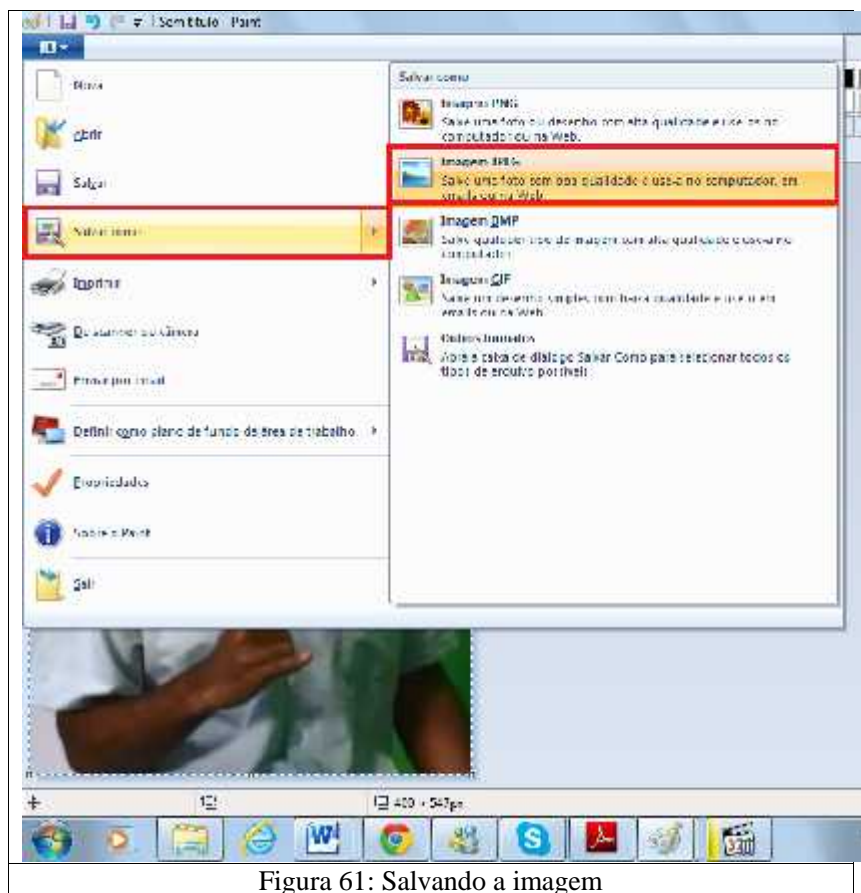 Sem título - Paint
Nova
Salvar como
Imagem PNG
Salve uma foto ou desenho com alta qualidade e use-os no
computador ou na Web.
Abrir
Imagem JPEG
Salve uma foto com boa qualidade e use-a no computador, em
emails ou na Web.
Salvar
Salvar como
Imagem BMP
Salve qualquer tipo de imagem com alta qualidade e use-a no
computador.
Imprimir
Imagem GIF
Salve um desenho simples com baixa qualidade e use-o em
emails ou na Web.
Do scanner ou câmera
Outros formatos
Abra a caixa de diálogo Salvar Como para selecionar todos os
tipos de arquivo possíveis
Enviar por email
Definir como plano de fundo da área de trabalho
Propriedades
Sobre o Paint
Sair
547px
Figura 61: Salvando a imagem